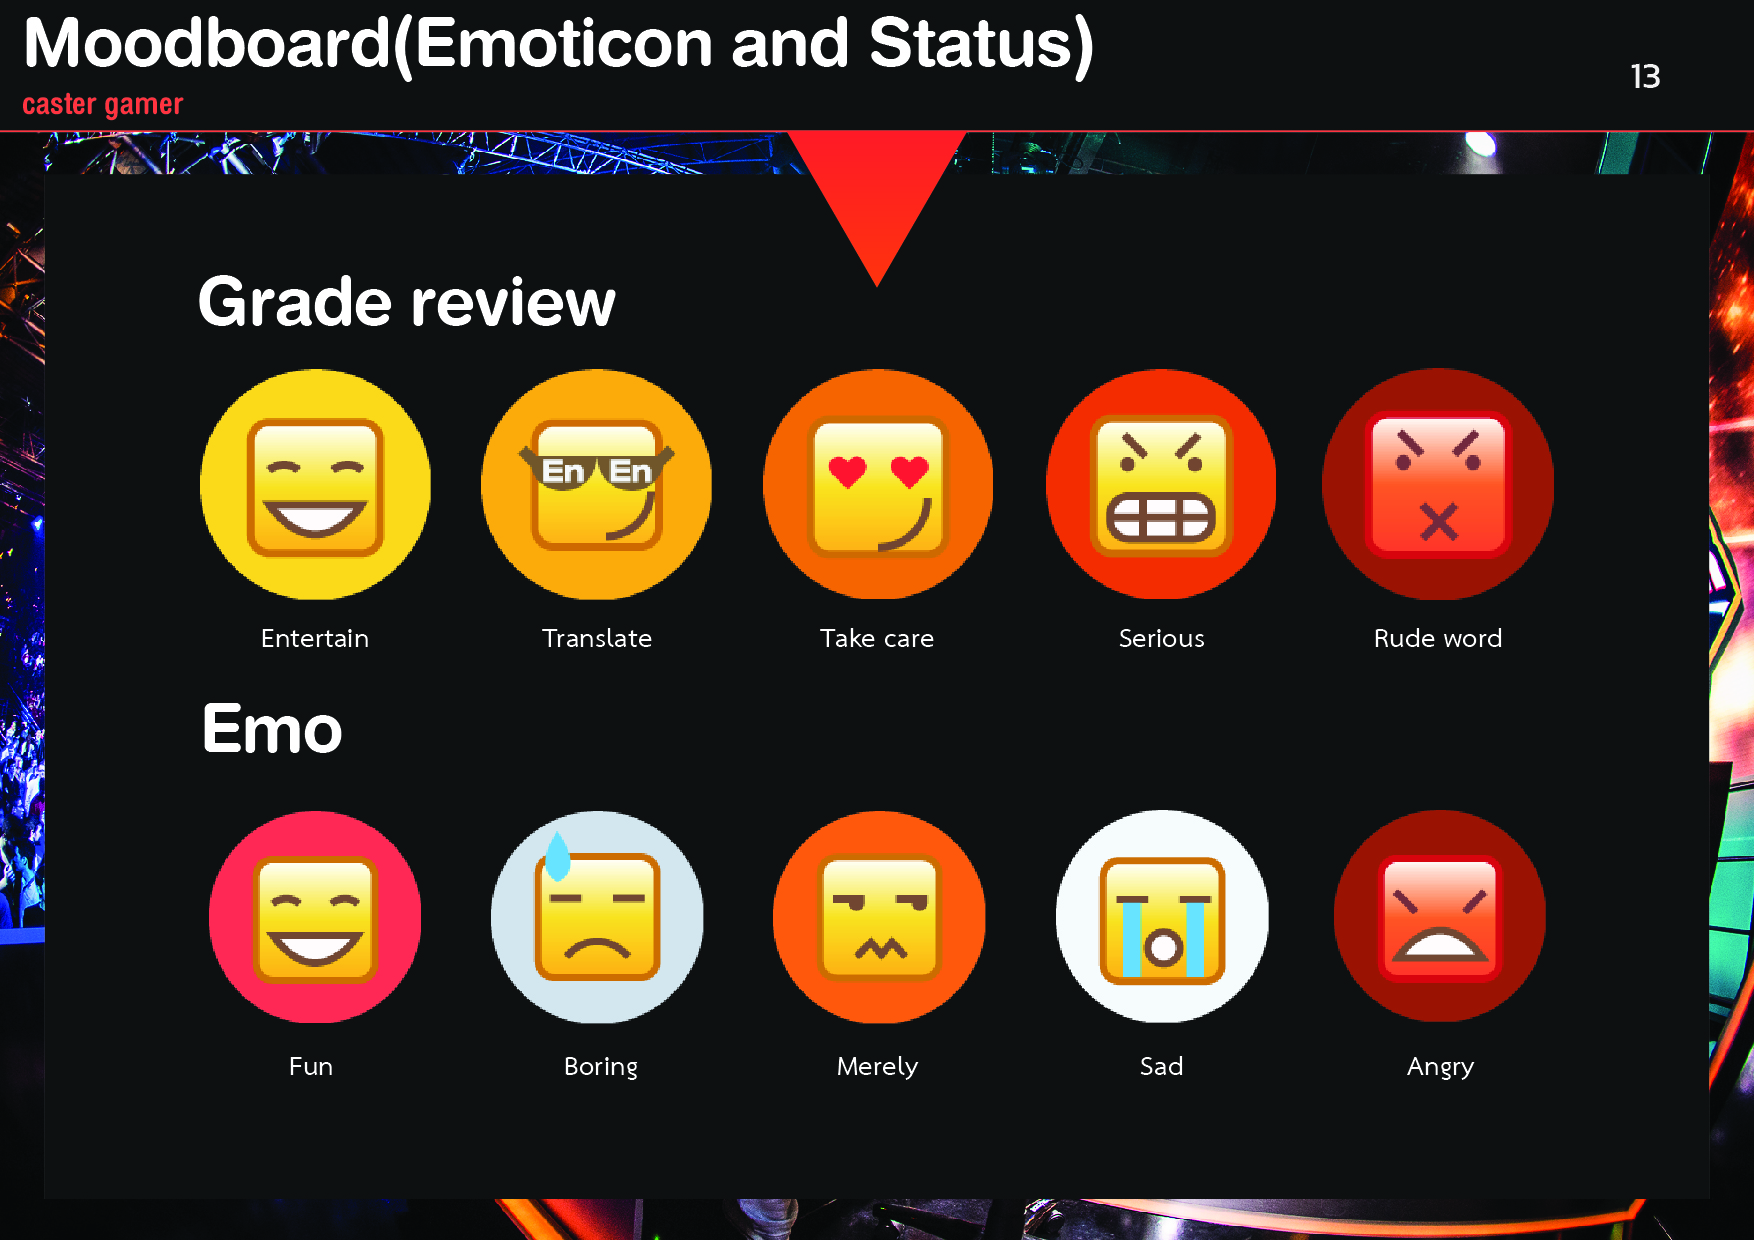 Moodboard(Emoticon and Status)
caster gamer
13
Grade review
En En
Entertain
Translate
Take care
Serious
Rude word
Emo
Fun
Boring
Merely
Sad
Angry